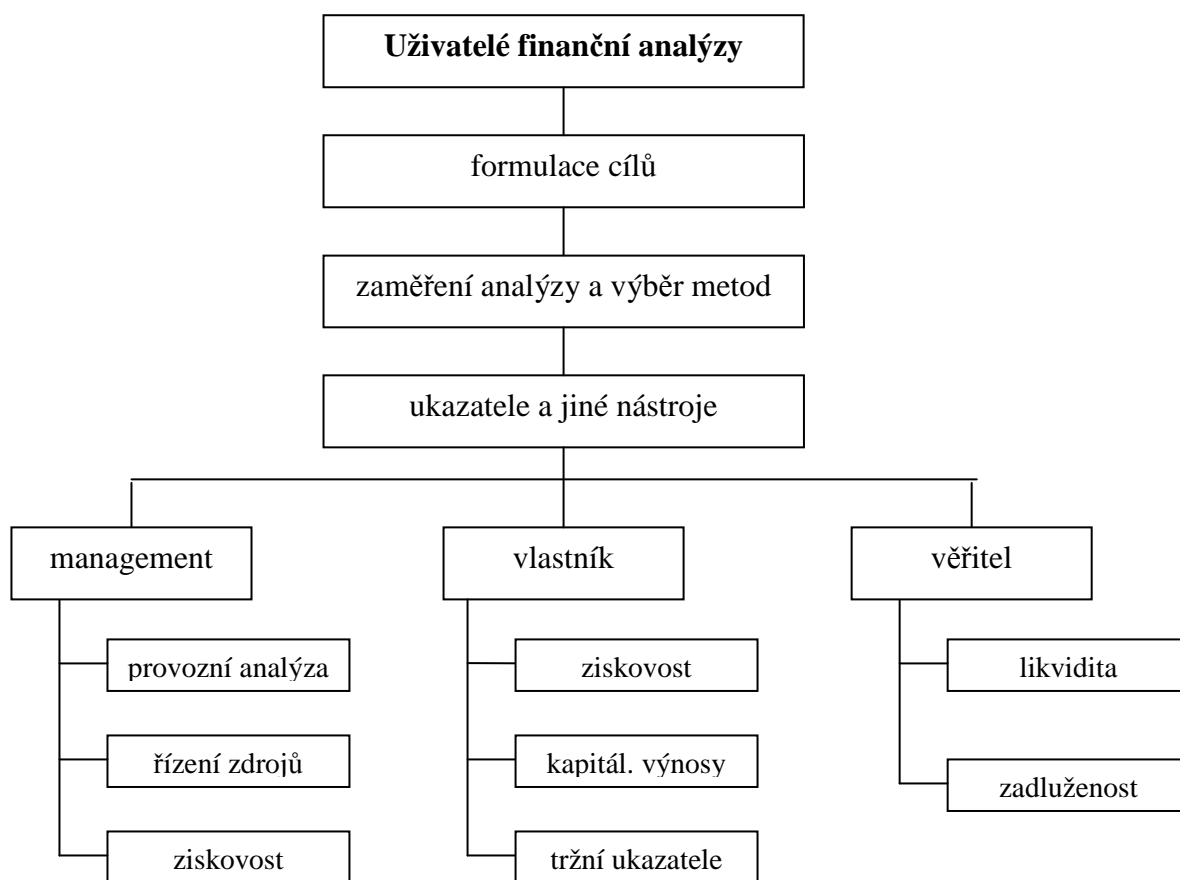 Uživatelé finanční analýzy
formulace cílů
zaměření analýzy a výběr metod
ukazatele a jiné nástroje
management
vlastník
věřitel
provozní analýza
řízení zdrojů
ziskovost
ziskovost
kapitál. výnosy
tržní ukazatele
likvidita
zadluženost